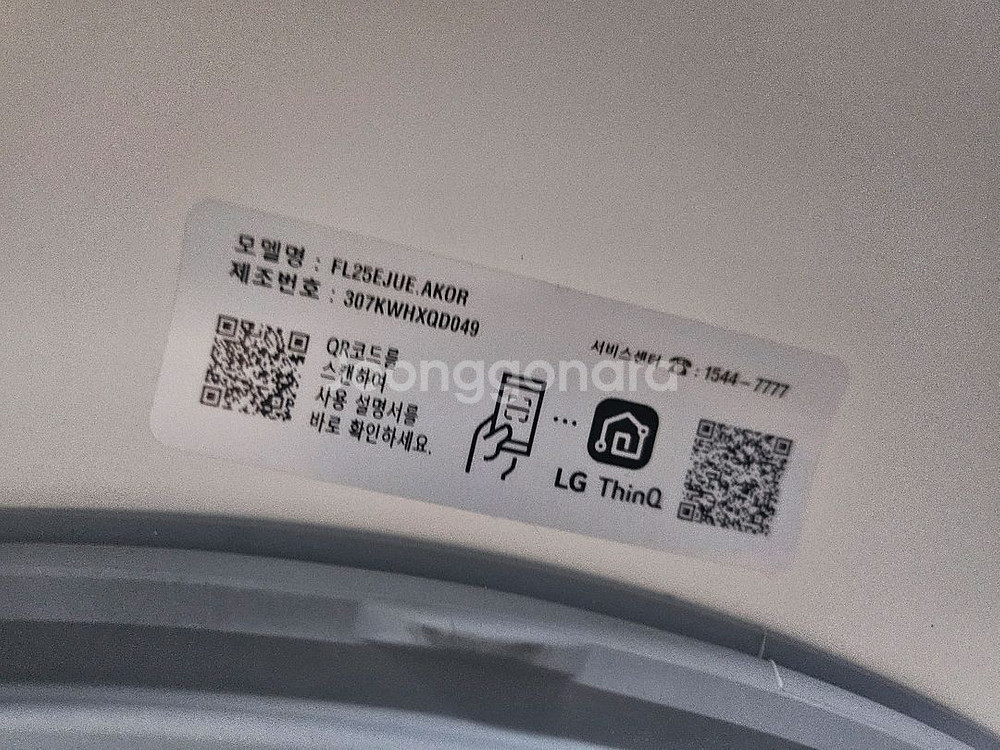 모델명 : FL25EJUE.AKOR
제조번호 : 307KWHXQD049
QR코드를
스캔하여
사용 설명서를
바로 확인하세요.
서비스센터 ☎ : 1544-7777
LG ThinQ
Joonggonara